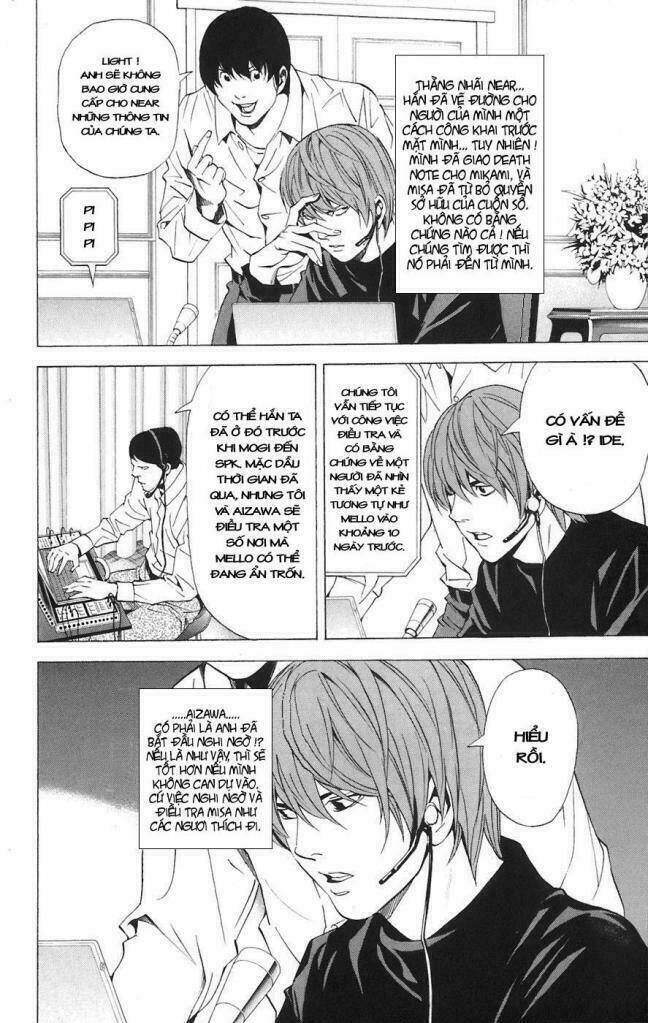 LIGHT !
ANH SẼ KHÔNG
BAO GIỜ CUNG
CẤP CHO NEAR
NHỮNG THÔNG TIN
CỦA CHÚNG TA.
PI
PI
PI
THẰNG NHÃI NEAR...
HẮN ĐÃ VẼ ĐƯỜNG CHO
NGƯỜI CỦA MÌNH MỘT
CÁCH CÔNG KHAI TRƯỚC
MẶT MÌNH... TUY NHIÊN !
MÌNH ĐÃ GIAO DEATH
NOTE CHO MIKAMI, VÀ
MISA ĐÃ TỪ BỎ QUYỀN
SỞ HỮU CỦA CUỐN SỔ.
KHÔNG CÓ BẰNG
CHỨNG NÀO CẢ ! NẾU
CHÚNG TÌM ĐƯỢC THÌ
NÓ PHẢI ĐẾN TỪ MÌNH.
CÓ THỂ HẮN TA
ĐÃ Ở ĐÓ TRƯỚC
KHI MOGI ĐẾN
SPK. MẶC DẦU
THỜI GIAN ĐÃ
QUA, NHƯNG TÔI
VÀ AIZAWA SẼ
ĐIỀU TRA MỘT
SỐ NƠI MÀ
MELLO CÓ THỂ
ĐANG ẨN TRỐN.
CHÚNG TÔI
VẪN TIẾP TỤC
VỚI CÔNG VIỆC
ĐIỀU TRA VÀ
CÓ BẰNG
CHỨNG VỀ MỘT
NGƯỜI ĐÃ NHÌN
THẤY MỘT KẺ
TƯƠNG TỰ NHƯ
MELLO VÀO
KHOẢNG 10
NGÀY TRƯỚC.
CÓ VẤN ĐỀ
GÌ À !? IDE.
.....AIZAWA.....
CÓ PHẢI LÀ ANH ĐÃ
BẮT ĐẦU NGHI NGỜ !?
NẾU LÀ NHƯ VẬY, THÌ SẼ
TỐT HƠN NẾU MÌNH
KHÔNG CAN DỰ VÀO.
CỨ VIỆC NGHI NGỜ VÀ
ĐIỀU TRA MISA NHƯ
CÁC NGƯƠI THÍCH ĐI.
HIỂU
RỒI.